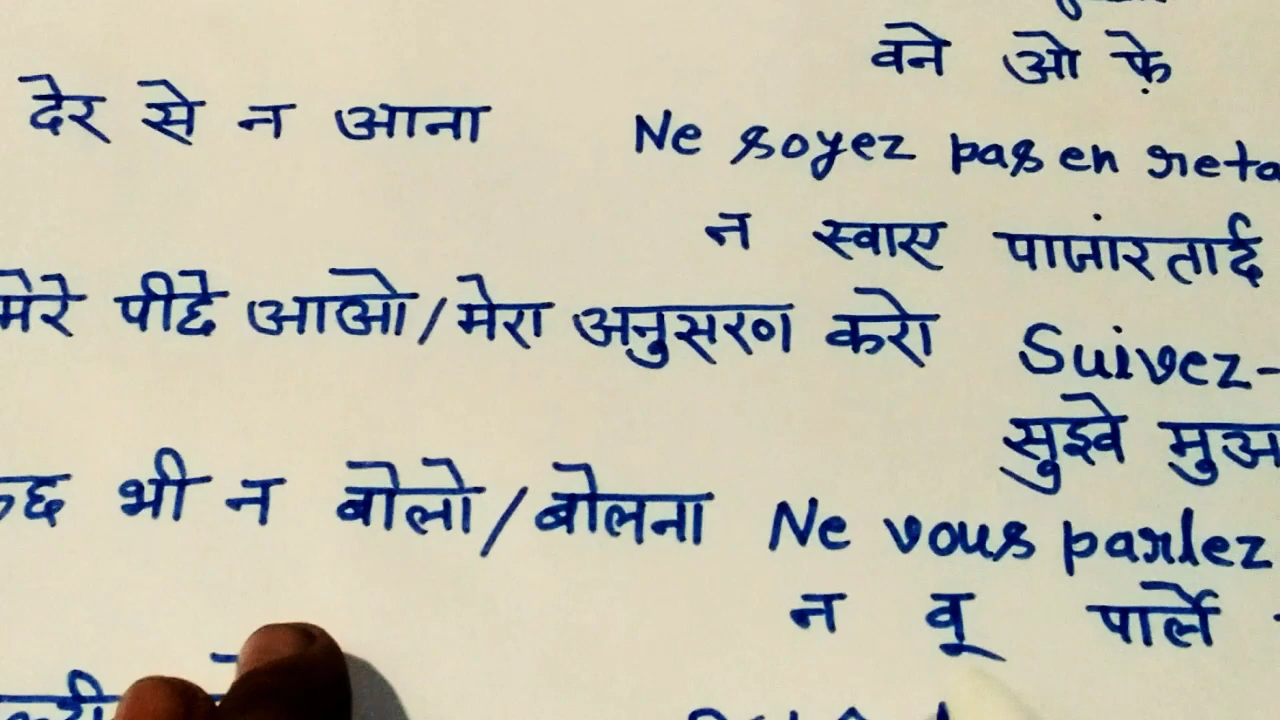 वने ओ फ़े
देर से न आना Ne soyez pas en reta
न स्वाए पाजांरतार्द
मेरे पीछे आओ/मेरा अनुसरण करो Suivez-
सुइवे मुअ
कुछ भी न बोलो/बोलना Ne vous parlez
न वू पार्ले